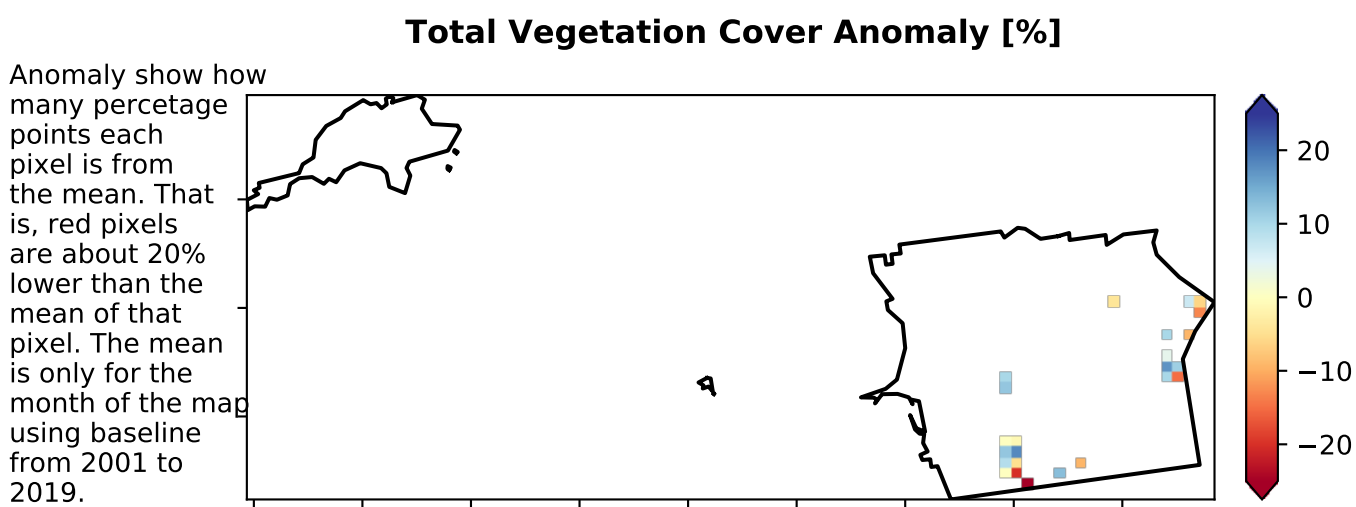 Total Vegetation Cover Anomaly [%]
Anomaly show how
many percetage
points each
pixel is from
the mean. That
is, red pixels
are about 20%
lower than the
mean of that
pixel. The mean
is only for the
month of the map
using baseline
from 2001 to
2019.
20
10
0
−10
−20